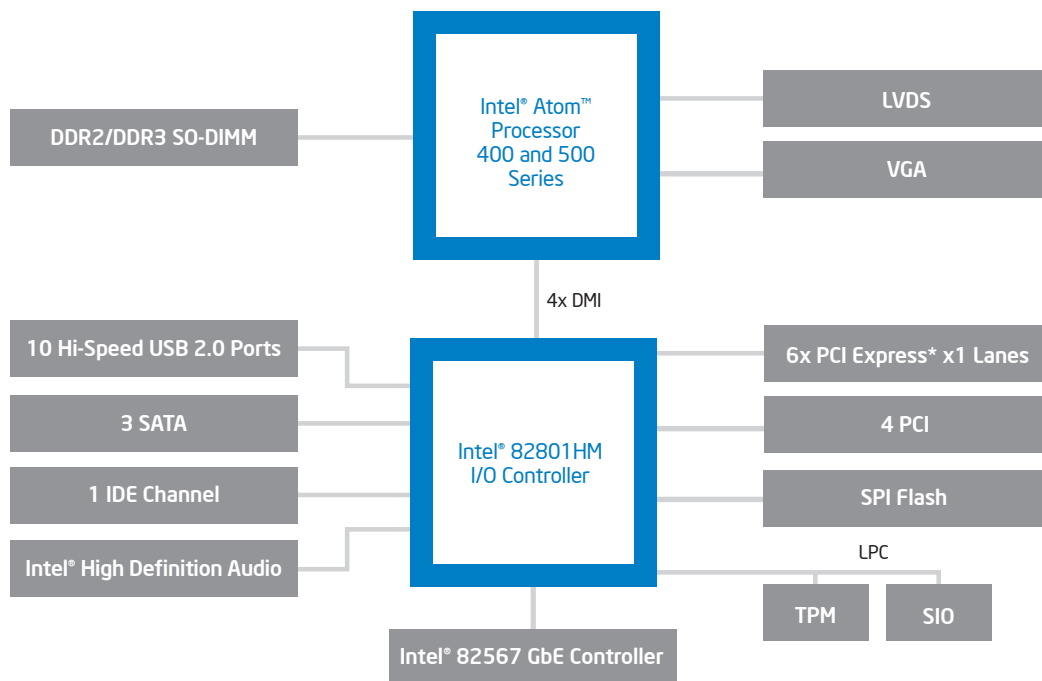 Intel® Atom™
Processor
400 and 500
Series
DDR2/DDR3 SO-DIMM
LVDS
VGA
4x DMI
10 Hi-Speed USB 2.0 Ports
3 SATA
1 IDE Channel
Intel® High Definition Audio
Intel® 82801HM
I/O Controller
6x PCI Express* x1 Lanes
4 PCI
SPI Flash
LPC
TPM
SIO
Intel® 82567 GbE Controller